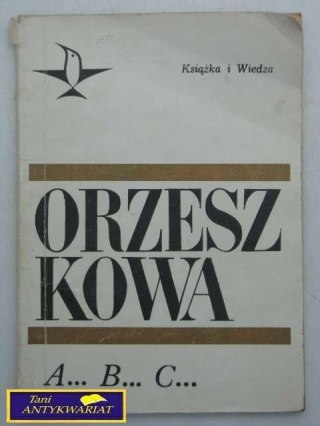 Książka i Wiedza
ORZESZ
KOWA
A... B... C...
Tani
ANTYKWARIAT